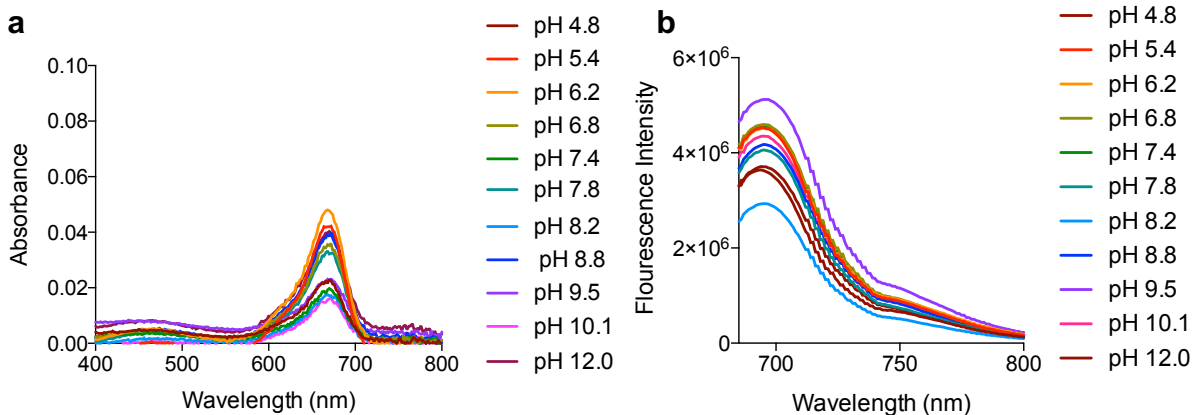 a
Absorbance
0.10
0.08
0.06
0.04
0.02
0.00
400 500 600 700 800
Wavelength (nm)
pH 4.8
pH 5.4
pH 6.2
pH 6.8
pH 7.4
pH 7.8
pH 8.2
pH 8.8
pH 9.5
pH 10.1
pH 12.0
b
Flourescence Intensity
6×10⁶
4×10⁶
2×10⁶
0
700 750 800
Wavelength (nm)
pH 4.8
pH 5.4
pH 6.2
pH 6.8
pH 7.4
pH 7.8
pH 8.2
pH 8.8
pH 9.5
pH 10.1
pH 12.0